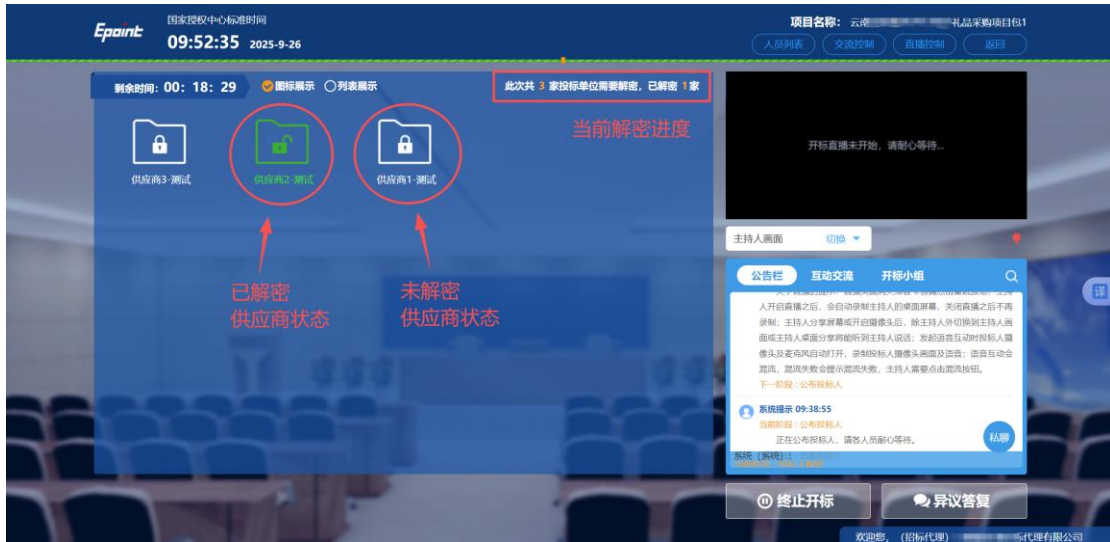 Epoint
国家授权中心标准时间
09:52:35 2025-9-26
项目名称：云南 礼品采购项目包1
人员列表 交流控制 直播控制 返回
剩余时间：00：18：29 图标展示 列表展示 此次共 3 家投标单位需要解密，已解密 1家
当前解密进度
供应商3-测试 供应商2-测试 供应商1-测试
已解密
供应商状态
未解密
供应商状态
开标直播未开始，请耐心等待...
主持人画面 切换
公告栏 互动交流 开标小组
人开启直播之后，会自动录制主持人的桌面屏幕，关闭直播之后不再
录制；主持人分享屏幕或开启摄像头后，除主持人外切换到主持人画
面或主持人桌面分享将能听到主持人说话；发起语音互动时投标人摄
像头及麦克风自动打开，录制投标人摄像头画面及语音；语音互动会
混流，混流失败会提示混流失败，主持人需要点击混流按钮。
下一阶段：公布投标人
系统提示 09:38:55
当前阶段：公布投标人
正在公布投标人，请各人员耐心等待。
私聊
系统（系统）：
终止开标 异议答复
译
欢迎您，（招标代理） 代理有限公司